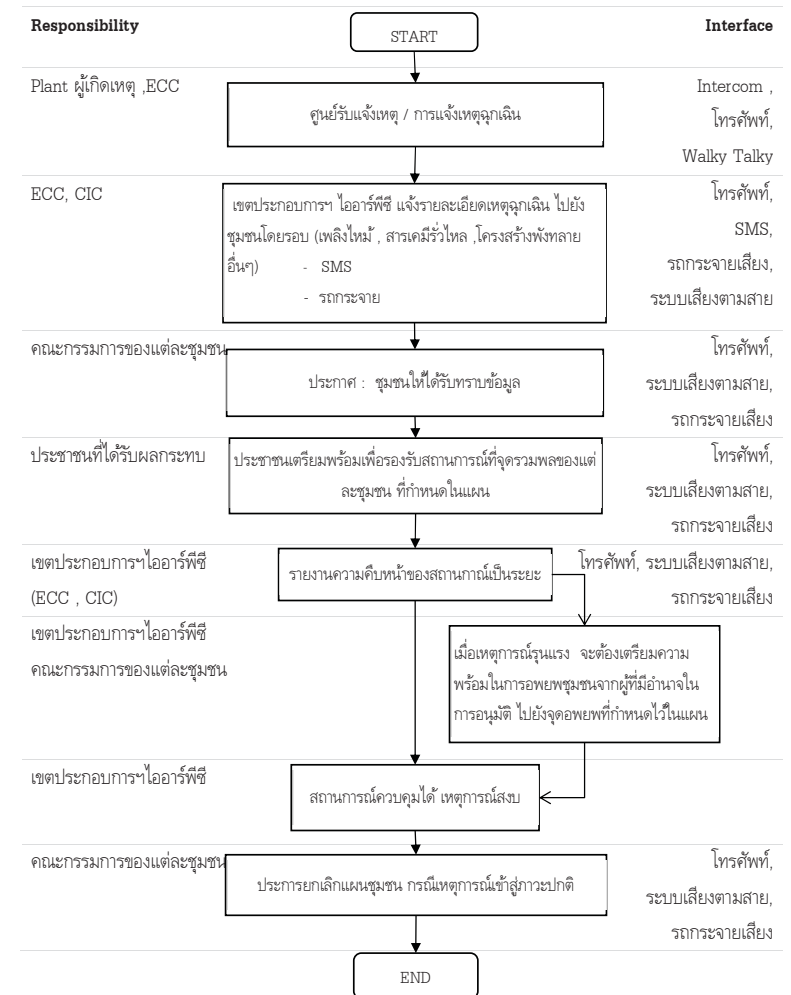 Responsibility
START
Interface
Plant ผู้เกิดเหตุ ,ECC
ศูนย์รับแจ้งเหตุ / การแจ้งเหตุฉุกเฉิน
Intercom ,
โทรศัพท์,
Walky Talky
ECC, CIC
เขตประกอบการฯ ไออาร์พีซี แจ้งรายละเอียดเหตุฉุกเฉิน ไปยัง
ชุมชนโดยรอบ (เพลิงไหม้ , สารเคมีรั่วไหล ,โครงสร้างพังทลาย
อื่นๆ) - SMS
- รถกระจาย
โทรศัพท์,
SMS,
รถกระจายเสียง,
ระบบเสียงตามสาย
คณะกรรมการของแต่ละชุมชน
ประกาศ : ชุมชนให้ได้รับทราบข้อมูล
โทรศัพท์,
ระบบเสียงตามสาย,
รถกระจายเสียง
ประชาชนที่ได้รับผลกระทบ
ประชาชนเตรียมพร้อมเพื่อรองรับสถานการณ์ที่จุดรวมพลของแต่
ละชุมชน ที่กำหนดในแผน
โทรศัพท์,
ระบบเสียงตามสาย,
รถกระจายเสียง
เขตประกอบการฯไออาร์พีซี
(ECC , CIC)
รายงานความคืบหน้าของสถานกาณ์เป็นระยะ
โทรศัพท์, ระบบเสียงตามสาย,
รถกระจายเสียง
เขตประกอบการฯไออาร์พีซี
คณะกรรมการของแต่ละชุมชน
เมื่อเหตุการณ์รุนแรง จะต้องเตรียมความ
พร้อมในการอพยพชุมชนจากผู้ที่มีอำนาจใน
การอนุมัติ ไปยังจุดอพยพที่กำหนดไว้ในแผน
เขตประกอบการฯไออาร์พีซี
สถานการณ์ควบคุมได้ เหตุการณ์สงบ
คณะกรรมการของแต่ละชุมชน
ประการยกเลิกแผนชุมชน กรณีเหตุการณ์เข้าสู่ภาวะปกติ
โทรศัพท์,
ระบบเสียงตามสาย,
รถกระจายเสียง
END